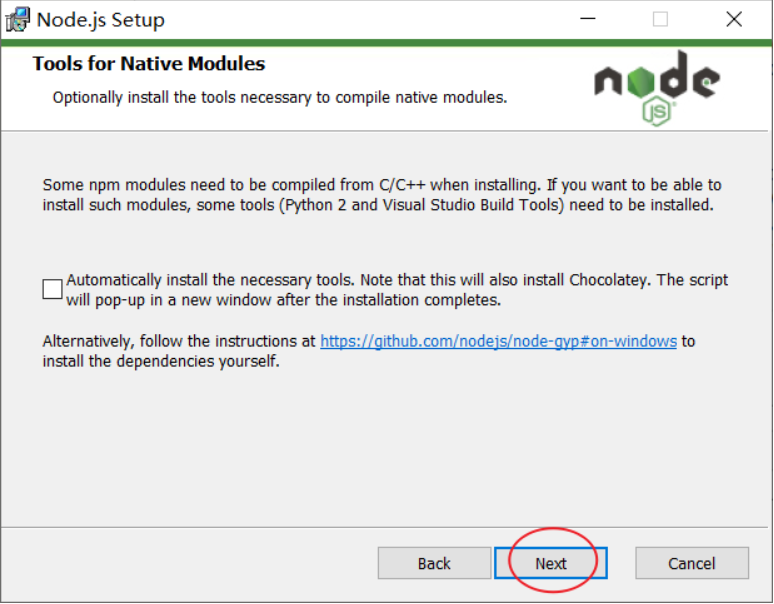 Node.js Setup
Tools for Native Modules
Optionally install the tools necessary to compile native modules.
node
JS
Some npm modules need to be compiled from C/C++ when installing. If you want to be able to
install such modules, some tools (Python 2 and Visual Studio Build Tools) need to be installed.
Automatically install the necessary tools. Note that this will also install Chocolatey. The script
will pop-up in a new window after the installation completes.
Alternatively, follow the instructions at https://github.com/nodejs/node-gyp#on-windows to
install the dependencies yourself.
Back
Next
Cancel